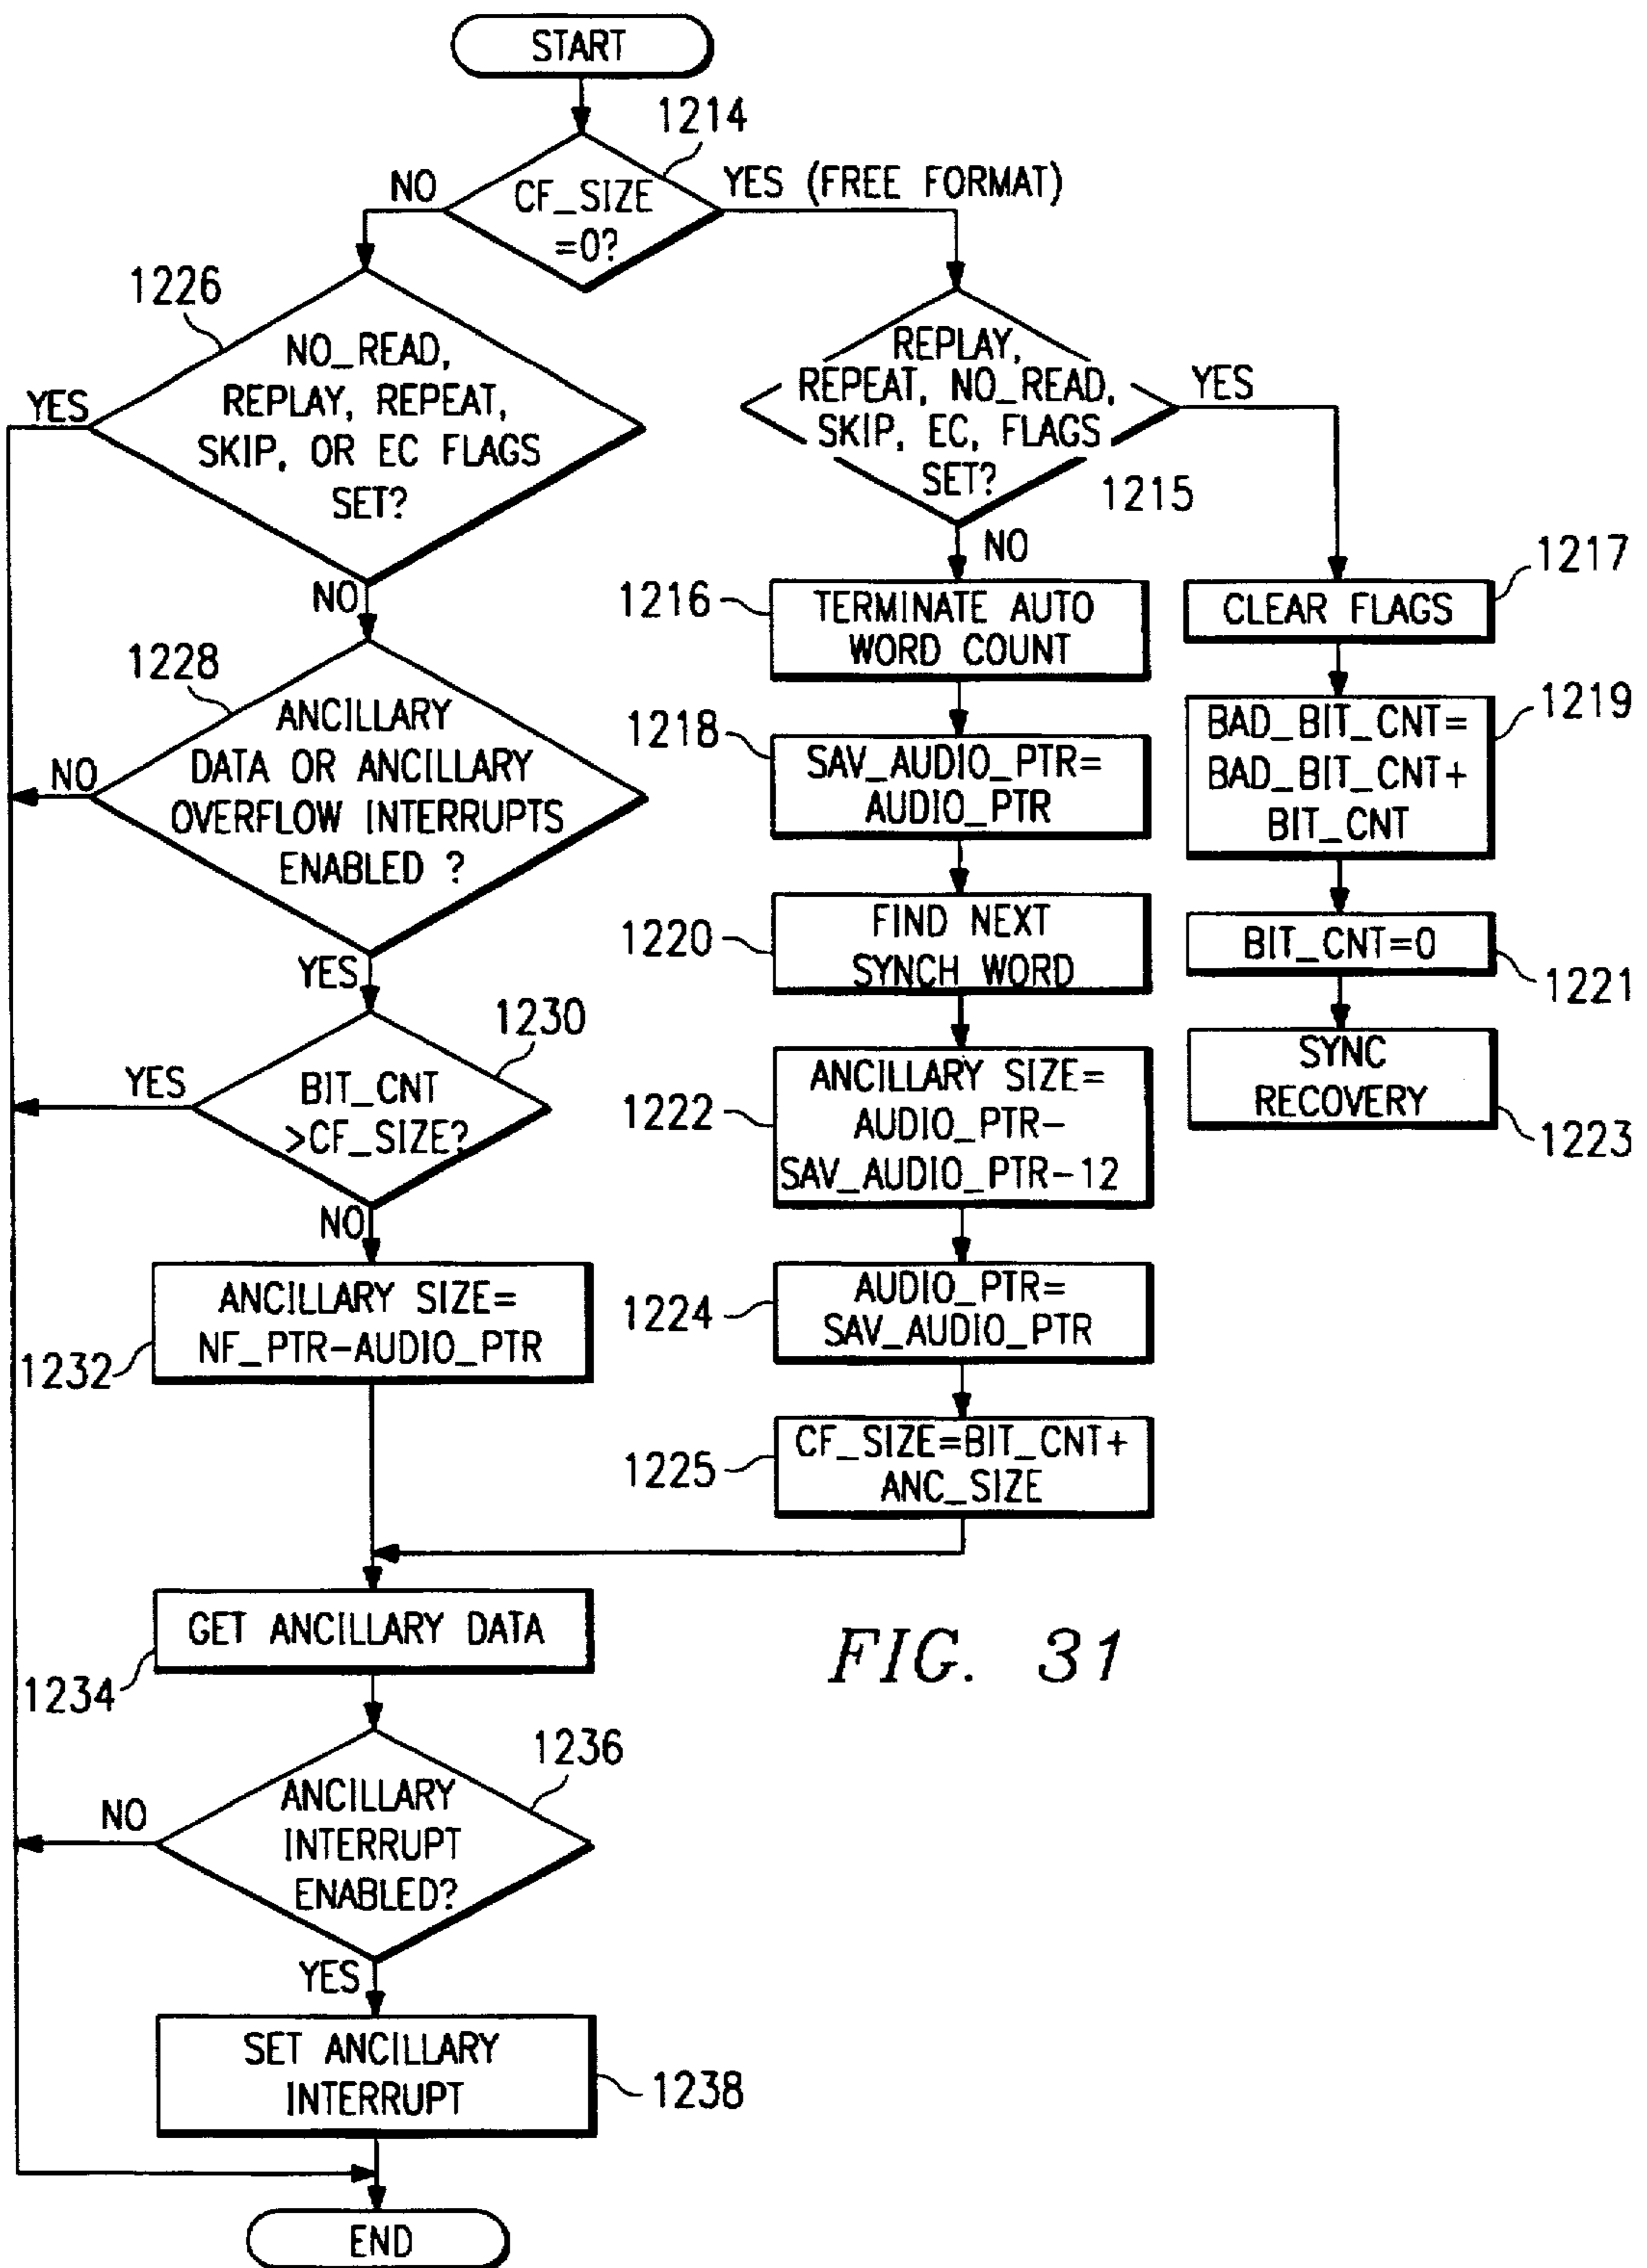 START
1214
NO
YES (FREE FORMAT)
CF_SIZE
=0?
1226
NO_READ,
REPLAY, REPEAT,
SKIP, OR EC FLAGS
SET?
YES
REPLAY,
REPEAT, NO_READ,
SKIP, EC, FLAGS
SET?
YES
1215
NO
NO
1217
CLEAR FLAGS
1216
TERMINATE AUTO
WORD COUNT
1228
ANCILLARY
DATA OR ANCILLARY
OVERFLOW INTERRUPTS
ENABLED ?
NO
YES
1218
SAV_AUDIO_PTR=
AUDIO_PTR
1219
BAD_BIT_CNT=
BAD_BIT_CNT+
BIT_CNT
1220
FIND NEXT
SYNCH WORD
BIT_CNT=0
1221
1230
BIT_CNT
>CF_SIZE?
YES
NO
1222
ANCILLARY SIZE=
AUDIO_PTR-
SAV_AUDIO_PTR-12
SYNC
RECOVERY
1223
ANCILLARY SIZE=
NF_PTR-AUDIO_PTR
1232
1224
AUDIO_PTR=
SAV_AUDIO_PTR
1225
CF_SIZE=BIT_CNT+
ANC_SIZE
GET ANCILLARY DATA
1234
FIG. 31
1236
ANCILLARY
INTERRUPT
ENABLED?
NO
YES
SET ANCILLARY
INTERRUPT
1238
END